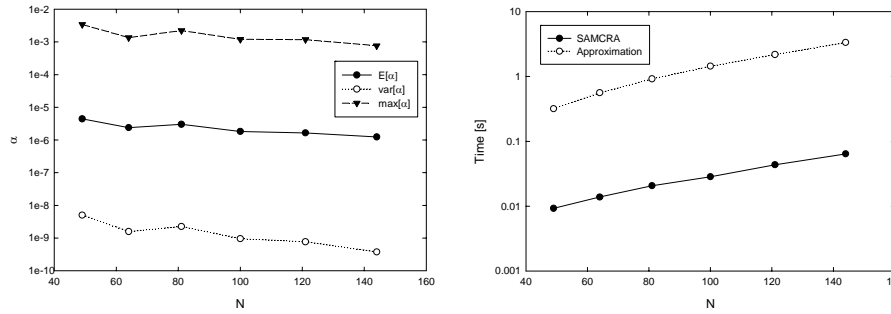 1e-2
1e-3
1e-4
1e-5
1e-6
1e-7
1e-8
1e-9
1e-10
α
E[α]
var[α]
max[α]
40 60 80 100 120 140 160
N
10
1
0.1
0.01
0.001
Time [s]
SAMCRA
Approximation
40 60 80 100 120 140
N